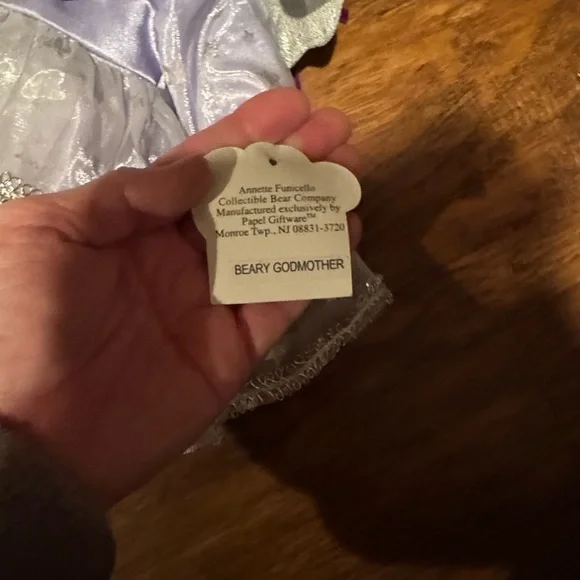 Annette Funicello
Collectible Bear Company
Manufactured exclusively by
Papel Giftware™
Monroe Twp., NJ 08831-3720
BEARY GODMOTHER